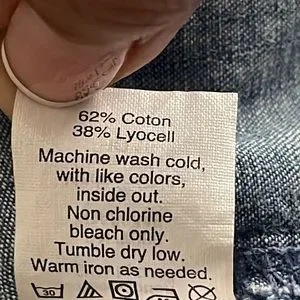 62% Coton
38% Lyocell
Machine wash cold,
with like colors,
inside out.
Non chlorine
bleach only.
Tumble dry low.
Warm iron as needed.
30